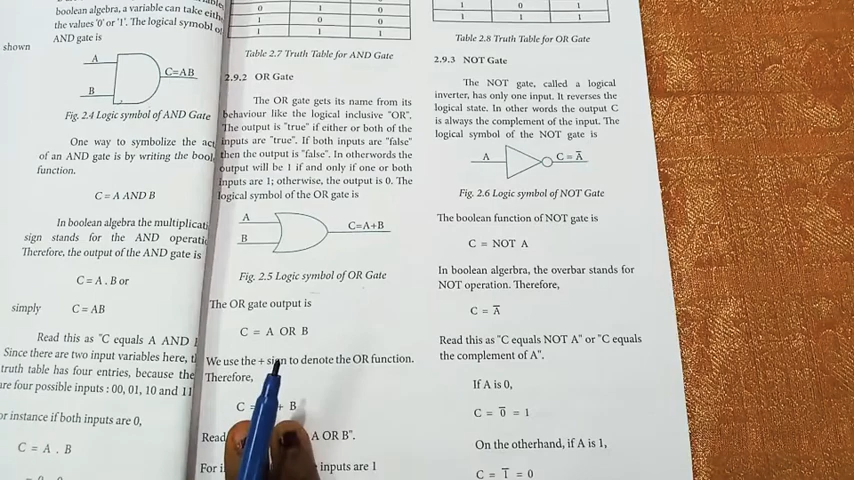 boolean algebra, a variable can take eith
the values '0' or '1'. The logical symbol of
AND gate is
shown
A
B
C=AB
Fig. 2.4 Logic symbol of AND Gate
One way to symbolize the
of an AND gate is by writing the
function.
C = A AND B
In boolean algebra the multiplicati
sign stands for the AND operatio
Therefore, the output of the AND gate is
C = A . B or
simply C = AB
Read this as "C equals A AND
Since there are two input variables here,
truth table has four entries, because the
are four possible inputs : 00, 01, 10 and 11
or instance if both inputs are 0,
C = A . B
0 1 0
1 0 0
1 1 1
Table 2.7 Truth Table for AND Gate
2.9.2 OR Gate
The OR gate gets its name from its
behaviour like the logical inclusive "OR".
The output is "true" if either or both of the
inputs are "true". If both inputs are "false"
then the output is "false". In otherwords the
output will be 1 if and only if one or both
inputs are 1; otherwise, the output is 0. The
logical symbol of the OR gate is
A
B
C=A+B
Fig. 2.5 Logic symbol of OR Gate
The OR gate output is
C = A OR B
We use the + sign to denote the OR function.
Therefore,
C = + B
Read A OR B".
For inputs are 1
1 0 1
1 1 1
Table 2.8 Truth Table for OR Gate
2.9.3 NOT Gate
The NOT gate, called a logical
inverter, has only one input. It reverses the
logical state. In other words the output C
is always the complement of the input. The
logical symbol of the NOT gate is
A
C = A̅
Fig. 2.6 Logic symbol of NOT Gate
The boolean function of NOT gate is
C = NOT A
In boolean algerbra, the overbar stands for
NOT operation. Therefore,
C = A̅
Read this as "C equals NOT A" or "C equals
the complement of A".
If A is 0,
C = 0̅ = 1
On the otherhand, if A is 1,
C = 1̅ = 0